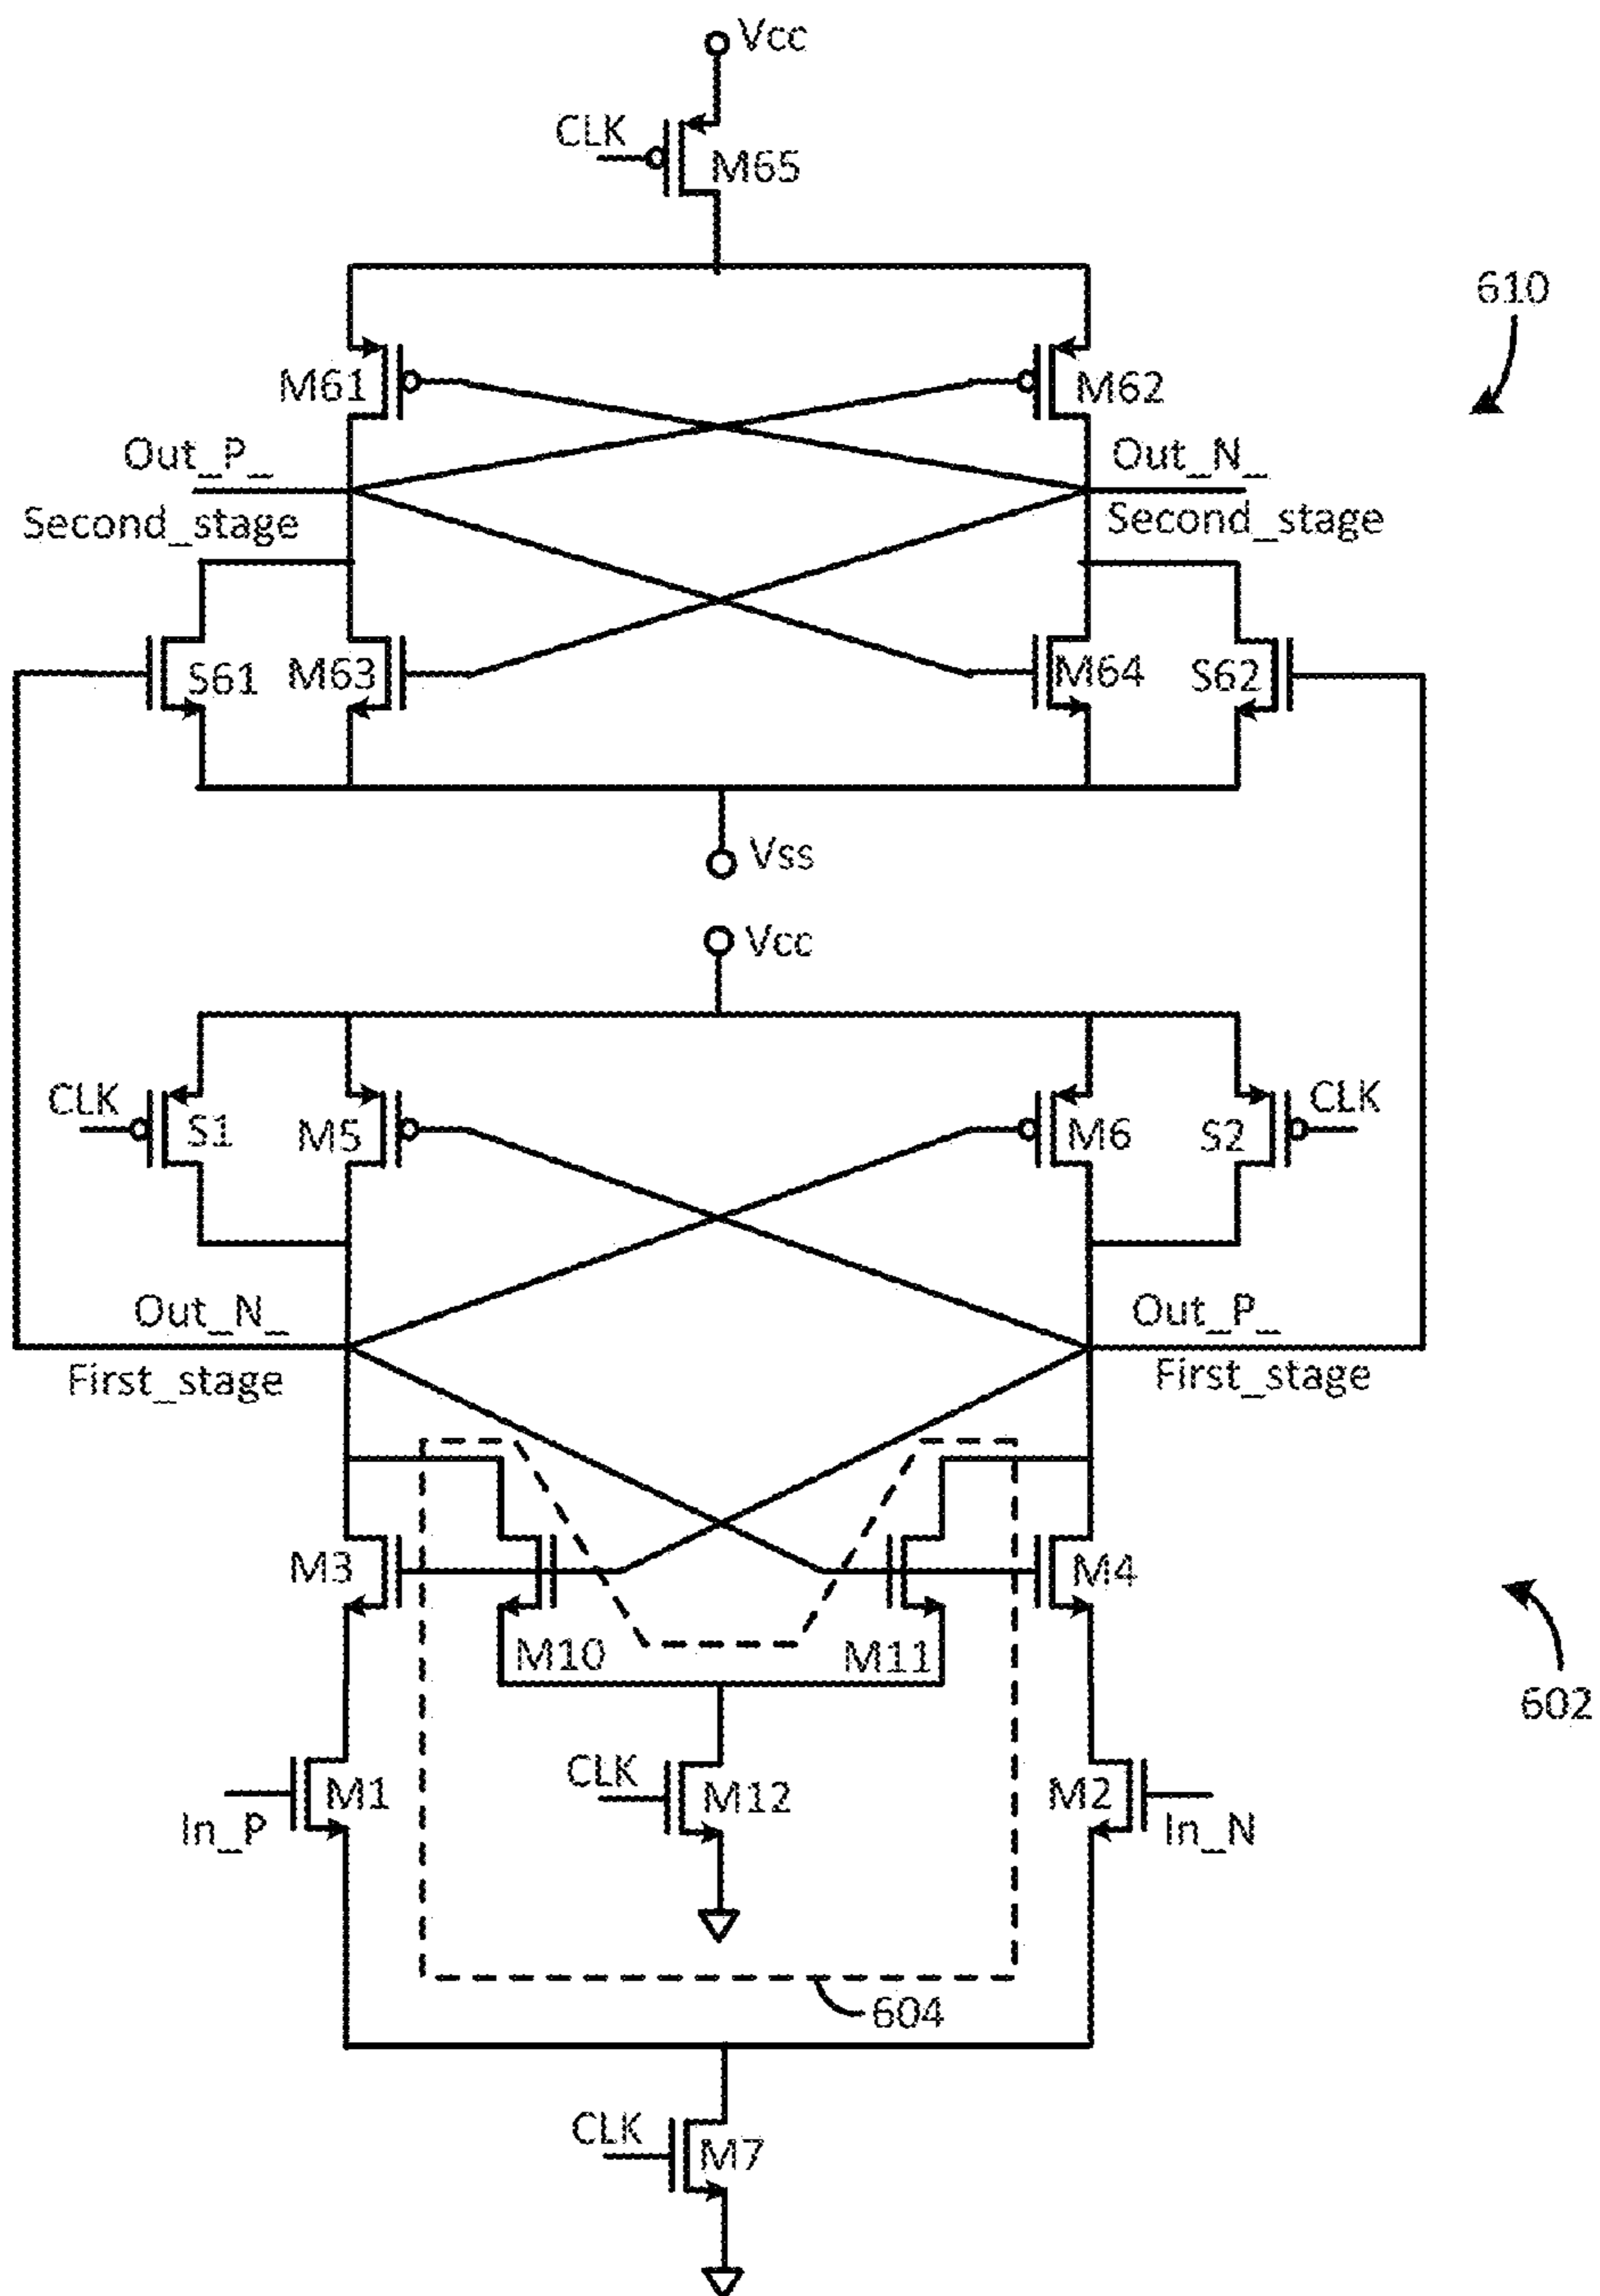 Vcc
CLK
M65
610
M61
M62
Out_P_
Out_N_
Second_stage
Second_stage
S61
M63
M64
S62
Vss
Vcc
CLK
S1
M5
M6
S2
CLK
Out_N_
Out_P_
First_stage
First_stage
M3
M4
M10
M11
602
CLK
M12
M1
M2
In_P
In_N
604
CLK
M7